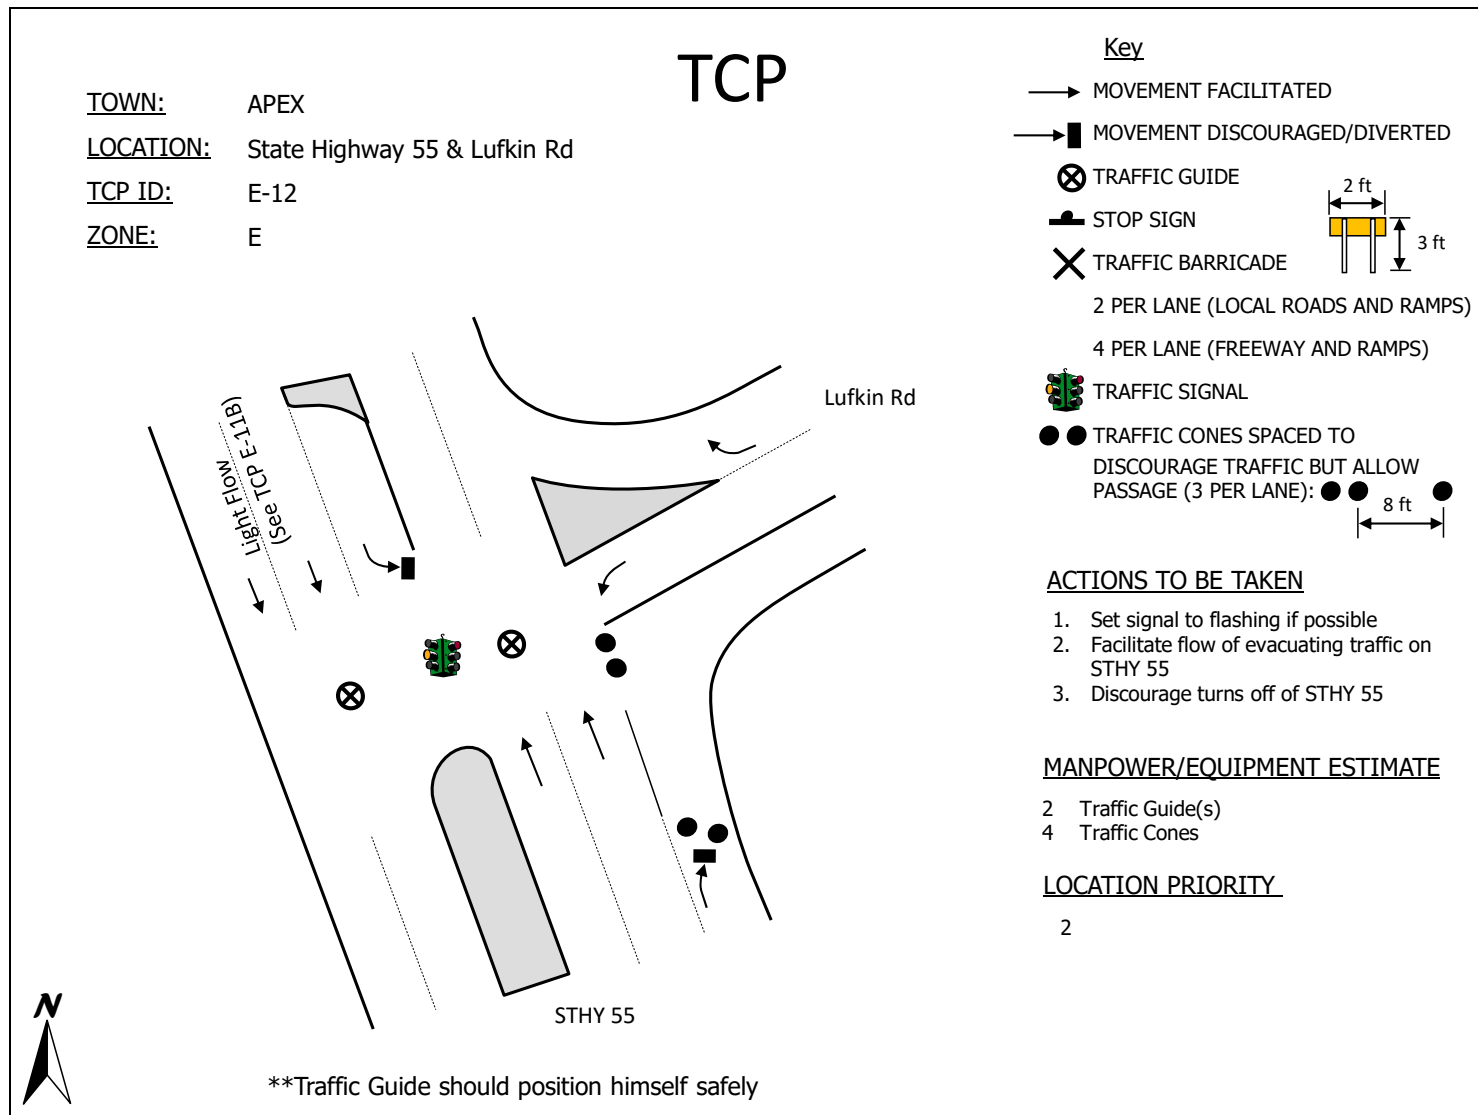 TCP
TOWN: APEX
LOCATION: State Highway 55 & Lufkin Rd
TCP ID: E-12
ZONE: E
Key
MOVEMENT FACILITATED
MOVEMENT DISCOURAGED/DIVERTED
TRAFFIC GUIDE
STOP SIGN
TRAFFIC BARRICADE
2 ft
3 ft
2 PER LANE (LOCAL ROADS AND RAMPS)
4 PER LANE (FREEWAY AND RAMPS)
TRAFFIC SIGNAL
TRAFFIC CONES SPACED TO
DISCOURAGE TRAFFIC BUT ALLOW
PASSAGE (3 PER LANE):
8 ft
Lufkin Rd
Light Flow
(See TCP E-11B)
STHY 55
ACTIONS TO BE TAKEN
1. Set signal to flashing if possible
2. Facilitate flow of evacuating traffic on
STHY 55
3. Discourage turns off of STHY 55
MANPOWER/EQUIPMENT ESTIMATE
2 Traffic Guide(s)
4 Traffic Cones
LOCATION PRIORITY
2
N
**Traffic Guide should position himself safely